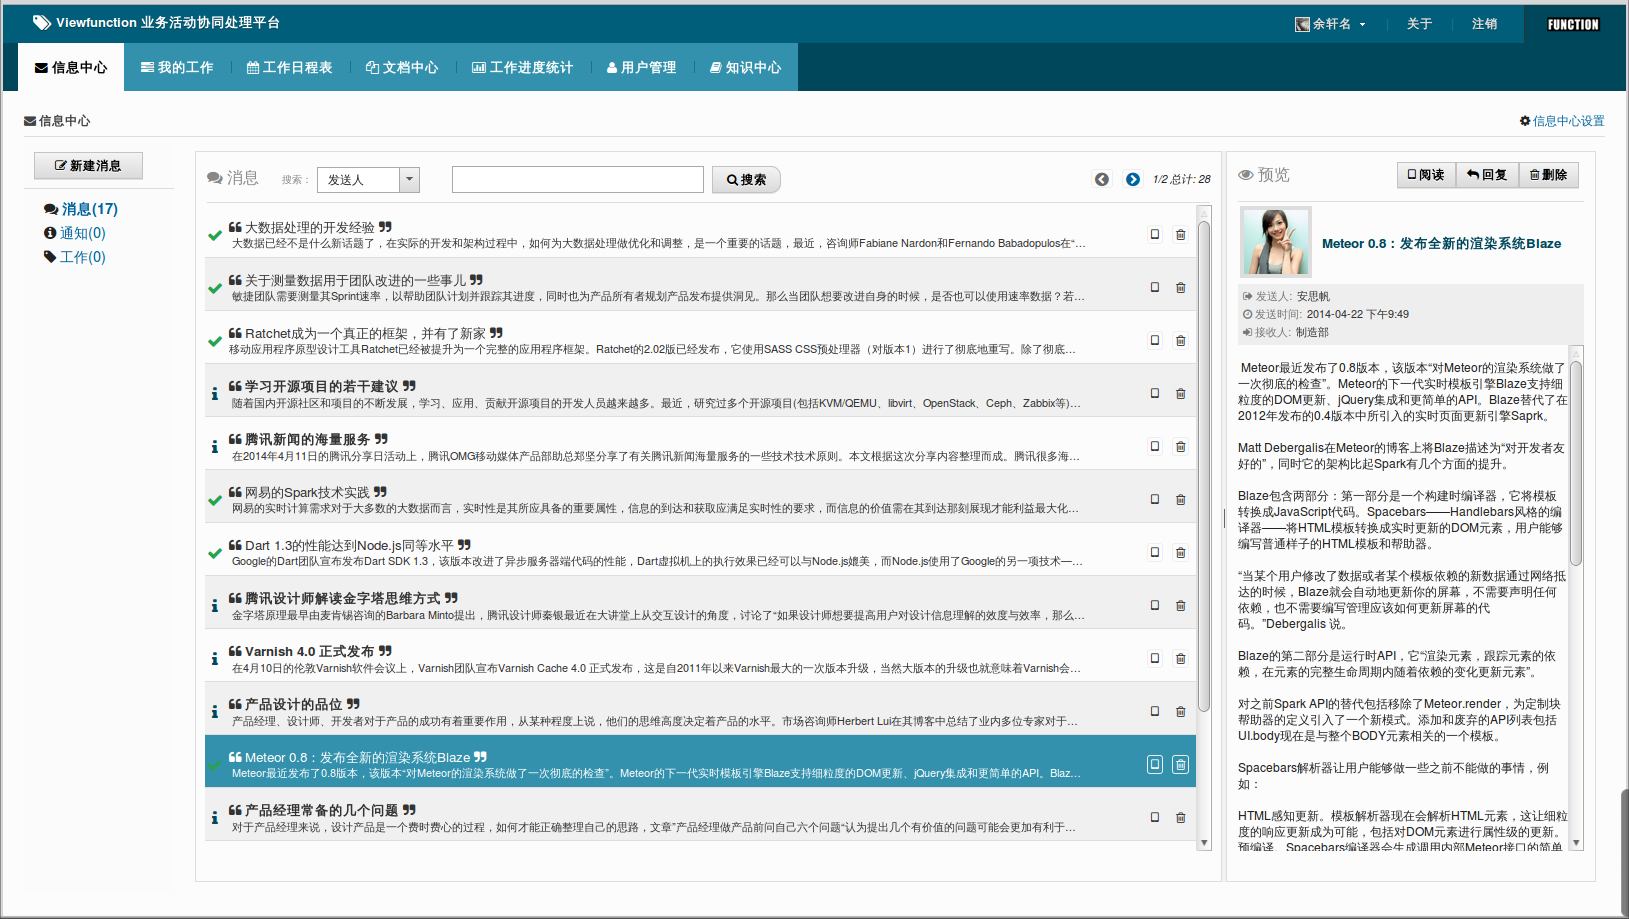 Viewfunction 业务活动协同处理平台
余轩名 关于 注销 FUNCTION
信息中心 我的工作 工作日程表 文档中心 工作进度统计 用户管理 知识中心
信息中心 信息中心设置
新建消息
消息(17)
通知(0)
工作(0)
消息 搜索： 发送人 搜索 1/2 总计: 28
大数据处理的开发经验
大数据已经不是什么新话题了，在实际的开发和架构过程中，如何为大数据处理做优化和调整，是一个重要的话题，最近，咨询师Fabiane Nardon和Fernando Babadopulos在“…
关于测量数据用于团队改进的一些事儿
敏捷团队需要测量其Sprint速率，以帮助团队计划并跟踪其进度，同时也为产品所有者规划产品发布提供洞见。那么当团队想要改进自身的时候，是否也可以使用速率数据？若…
Ratchet成为一个真正的框架，并有了新家
移动应用程序原型设计工具Ratchet已经被提升为一个完整的应用程序框架。Ratchet的2.02版已经发布，它使用SASS CSS预处理器（对版本1）进行了彻底地重写。除了彻底…
学习开源项目的若干建议
随着国内开源社区和项目的不断发展，学习、应用、贡献开源项目的开发人员越来越多。最近，研究过多个开源项目(包括KVM/QEMU、libvirt、OpenStack、Ceph、Zabbix等)…
腾讯新闻的海量服务
在2014年4月11日的腾讯分享日活动上，腾讯OMG移动媒体产品部助总郑坚分享了有关腾讯新闻海量服务的一些技术技术原则。本文根据这次分享内容整理而成。腾讯很多海…
网易的Spark技术实践
网易的实时计算需求对于大多数的大数据而言，实时性是其所应具备的重要属性，信息的到达和获取应满足实时性的要求，而信息的价值需在其到达那刻展现才能利益最大化…
Dart 1.3的性能达到Node.js同等水平
Google的Dart团队宣布发布Dart SDK 1.3，该版本改进了异步服务器端代码的性能，Dart虚拟机上的执行效果已经可以与Node.js媲美，而Node.js使用了Google的另一项技术—…
腾讯设计师解读金字塔思维方式
金字塔原理最早由麦肯锡咨询的Barbara Minto提出，腾讯设计师秦银最近在大讲堂上从交互设计的角度，讨论了“如果设计师想要提高用户对设计信息理解的效度与效率，那么…
Varnish 4.0 正式发布
在4月10日的伦敦Varnish软件会议上，Varnish团队宣布Varnish Cache 4.0 正式发布，这是自2011年以来Varnish最大的一次版本升级，当然大版本的升级也就意味着Varnish会…
产品设计的品位
产品经理、设计师、开发者对于产品的成功有着重要作用，从某种程度上说，他们的思维高度决定着产品的水平。市场咨询师Herbert Lui在其博客中总结了业内多位专家对于…
Meteor 0.8：发布全新的渲染系统Blaze
Meteor最近发布了0.8版本，该版本“对Meteor的渲染系统做了一次彻底的检查”。Meteor的下一代实时模板引擎Blaze支持细粒度的DOM更新、jQuery集成和更简单的API。Blaz…
产品经理常备的几个问题
对于产品经理来说，设计产品是一个费时费心的过程，如何才能正确整理自己的思路，文章”产品经理做产品前问自己六个问题“认为提出几个有价值的问题可能会更加有利于…
预览 阅读 回复 删除
Meteor 0.8：发布全新的渲染系统Blaze
发送人: 安思帆
发送时间: 2014-04-22 下午9:49
接收人: 制造部
Meteor最近发布了0.8版本，该版本“对Meteor的渲染系统做了
一次彻底的检查”。Meteor的下一代实时模板引擎Blaze支持细
粒度的DOM更新、jQuery集成和更简单的API。Blaze替代了在
2012年发布的0.4版本中所引入的实时页面更新引擎Saprk。
Matt Debergalis在Meteor的博客上将Blaze描述为“对开发者友
好的”，同时它的架构比起Spark有几个方面的提升。
Blaze包含两部分：第一部分是一个构建时编译器，它将模板
转换成JavaScript代码。Spacebars——Handlebars风格的编
译器——将HTML模板转换成实时更新的DOM元素，用户能够
编写普通样子的HTML模板和帮助器。
“当某个用户修改了数据或者某个模板依赖的新数据通过网络抵
达的时候，Blaze就会自动地更新你的屏幕，不需要声明任何
依赖，也不需要编写管理应该如何更新屏幕的代
码。”Debergalis 说。
Blaze的第二部分是运行时API，它“渲染元素，跟踪元素的依
赖，在元素的完整生命周期内随着依赖的变化更新元素”。
对之前Spark API的替代包括移除了Meteor.render，为定制块
帮助器的定义引入了一个新模式。添加和废弃的API列表包括
UI.body现在是与整个BODY元素相关的一个模板。
Spacebars解析器让用户能够做一些之前不能做的事情，例
如：
HTML感知更新。模板解析器现在会解析HTML元素，这让细粒
度的响应更新成为可能，包括对DOM元素进行属性级的更新。
预编译。Spacebars编译器会生成调用内部Meteor接口的简单